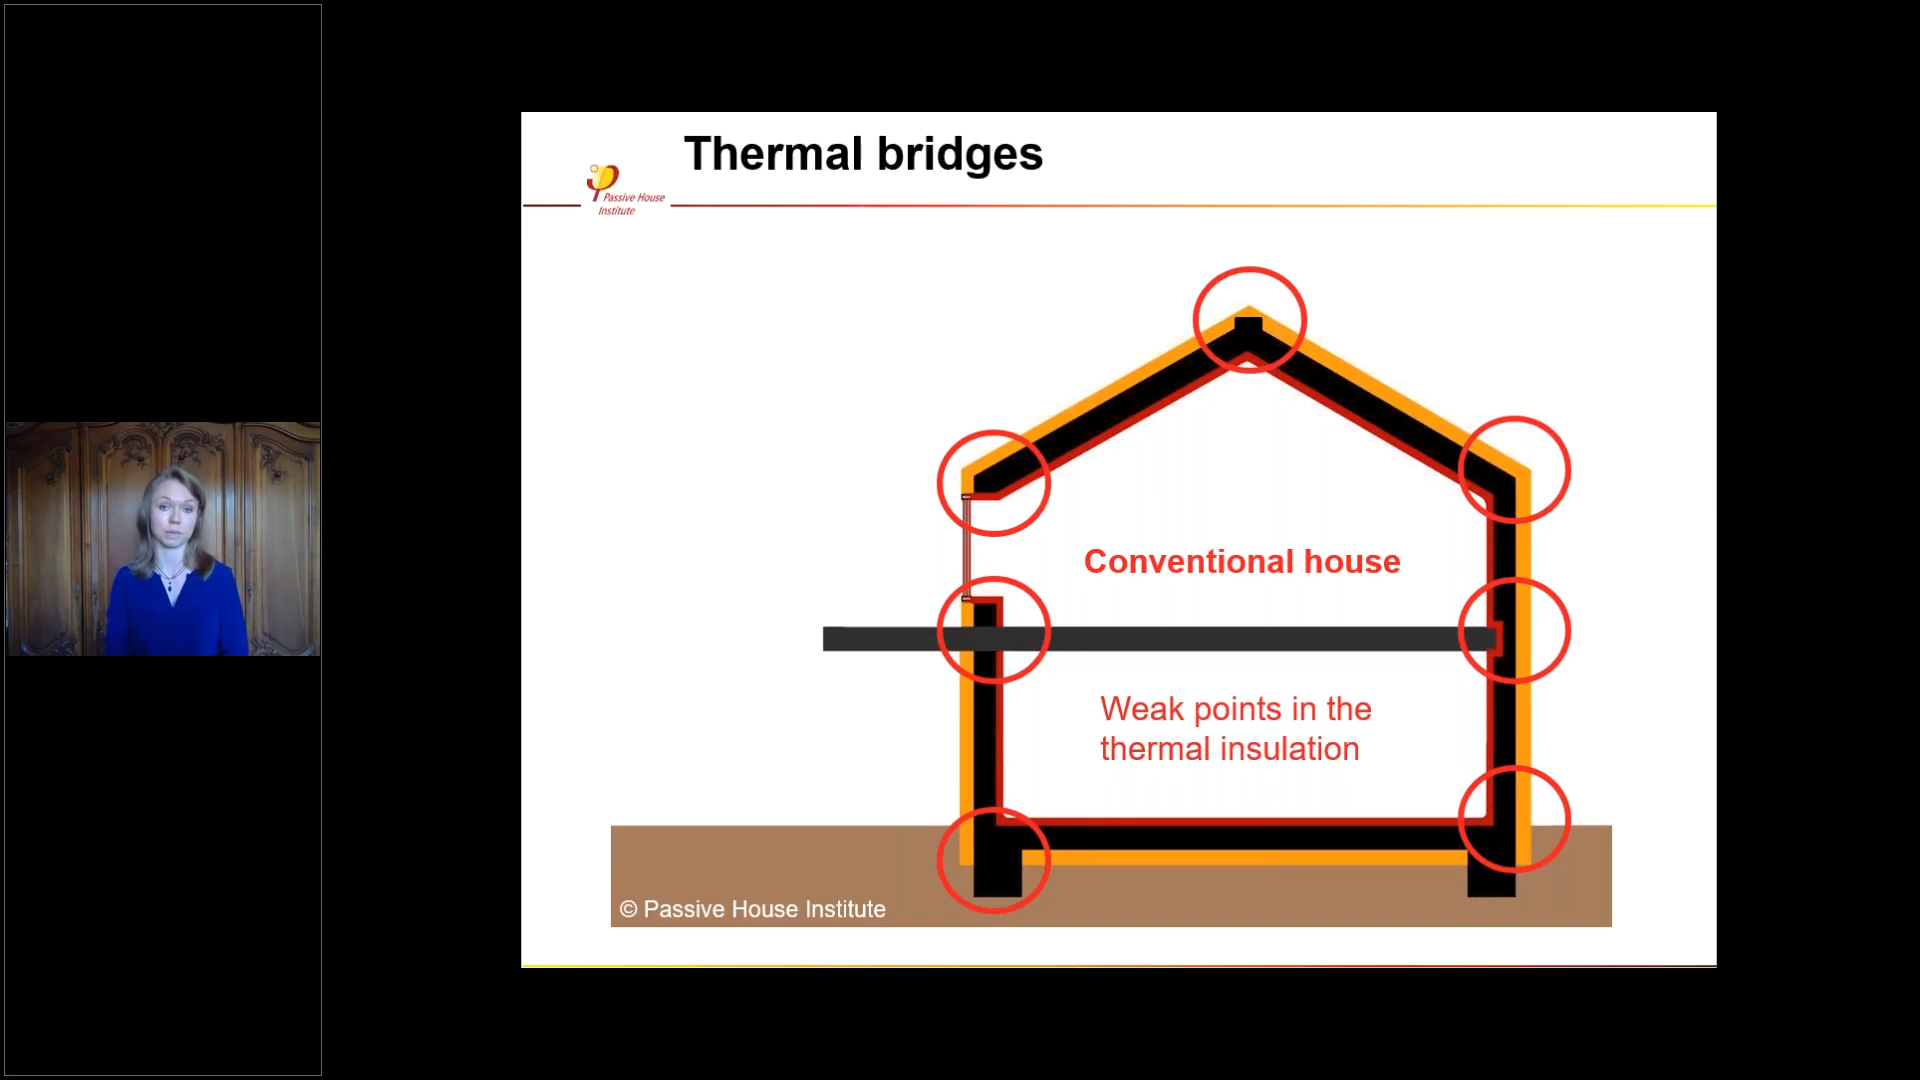 Thermal bridges
Passive House
Institute
Conventional house
Weak points in the
thermal insulation
© Passive House Institute